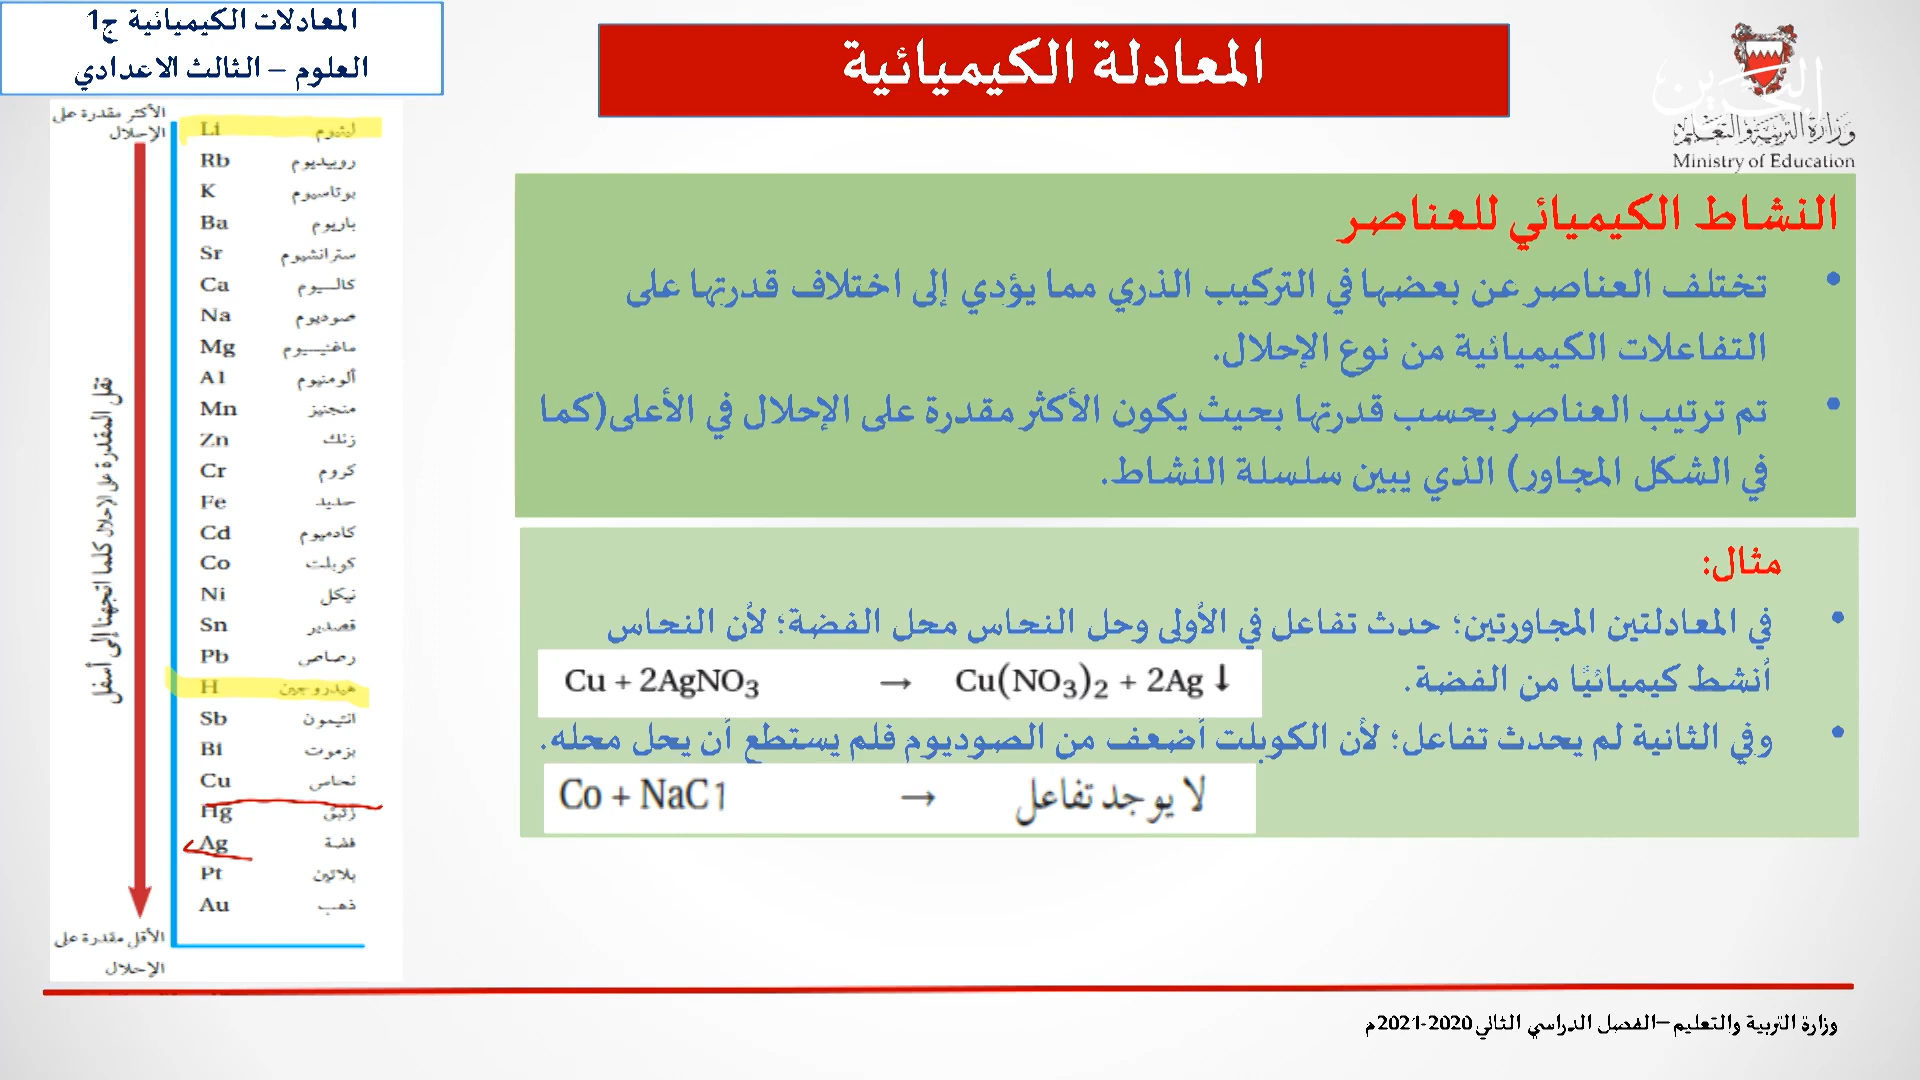 المعادلات الكيميائية ج1
العلوم – الثالث الاعدادي
المعادلة الكيميائية
البحرين
وزارة التربية والتعليم
Ministry of Education
الأكثر مقدرة على
الإحلال
Li ليثيوم
Rb روبيديوم
K بوتاسيوم
Ba باريوم
Sr سترانشيوم
Ca كالسيوم
Na صوديوم
Mg ماغنيسيوم
Al ألومنيوم
Mn منجنيز
Zn زنك
Cr كروم
Fe حديد
Cd كادميوم
Co كوبلت
Ni نيكل
Sn قصدير
Pb رصاص
H هيدروجين
Sb انتيمون
Bi بزموت
Cu نحاس
Hg زئبق
Ag فضة
Pt بلاتين
Au ذهب
تقل المقدرة على الإحلال كلما اتجهنا إلى أسفل
الأقل مقدرة على
الإحلال
النشاط الكيميائي للعناصر
• تختلف العناصر عن بعضها في التركيب الذري مما يؤدي إلى اختلاف قدرتها على
التفاعلات الكيميائية من نوع الإحلال.
• تم ترتيب العناصر بحسب قدرتها بحيث يكون الأكثر مقدرة على الإحلال في الأعلى(كما
في الشكل المجاور) الذي يبين سلسلة النشاط.
مثال:
• في المعادلتين المجاورتين؛ حدث تفاعل في الأولى وحل النحاس محل الفضة؛ لأن النحاس
أنشط كيميائيًا من الفضة.
Cu + 2AgNO3 → Cu(NO3)2 + 2Ag ↓
• وفي الثانية لم يحدث تفاعل؛ لأن الكوبلت أضعف من الصوديوم فلم يستطع أن يحل محله.
Co + NaCl → لا يوجد تفاعل
وزارة التربية والتعليم –الفصل الدراسي الثاني 2020-2021م